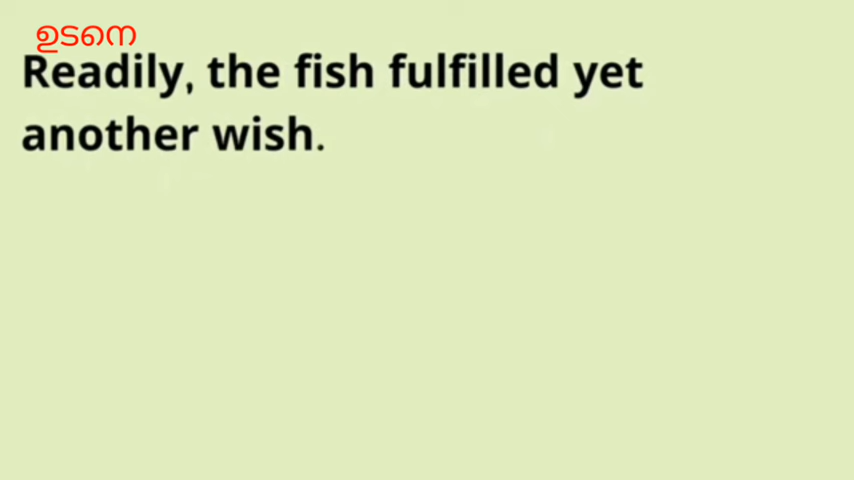 ഉടനെ
Readily, the fish fulfilled yet
another wish.